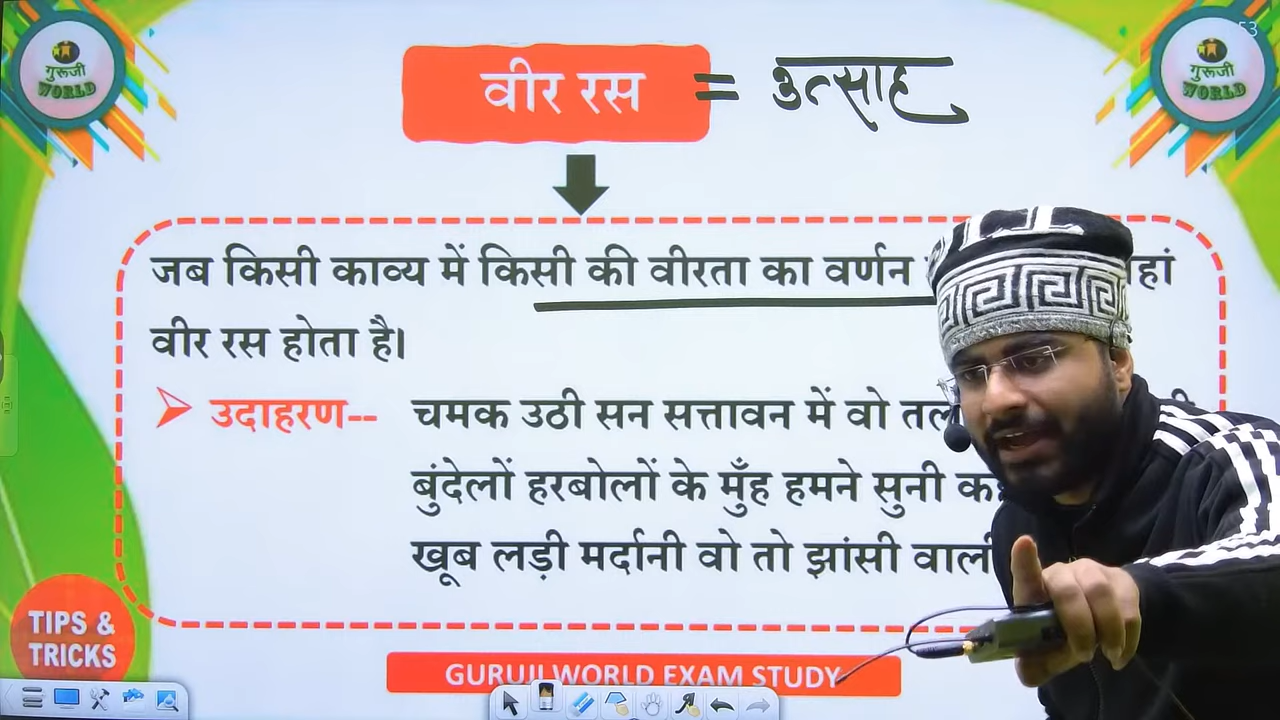 गुरूजी
WORLD
53
गुरूजी
WORLD
वीर रस = उत्साह
जब किसी काव्य में किसी की वीरता का वर्णन
वीर रस होता है।
उदाहरण-- चमक उठी सन सत्तावन में वो
बुंदेलों हरबोलों के मुँह हमने सुनी
खूब लड़ी मर्दानी वो तो झांसी वाली
TIPS &
TRICKS
GURUJI WORLD EXAM STUDY